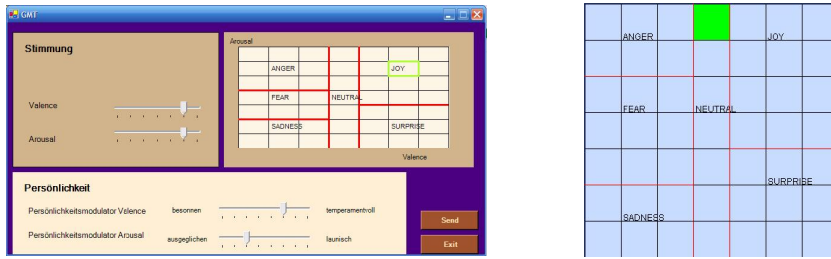 GMT
Stimmung
Valence
Arousal
Arousal
ANGER
JOY
FEAR
NEUTRAL
SADNESS
SURPRISE
Valence
Persönlichkeit
Persönlichkeitsmodulator Valence
besonnen
temperamentvoll
Persönlichkeitsmodulator Arousal
ausgeglichen
launisch
Send
Exit
ANGER
JOY
FEAR
NEUTRAL
SURPRISE
SADNESS